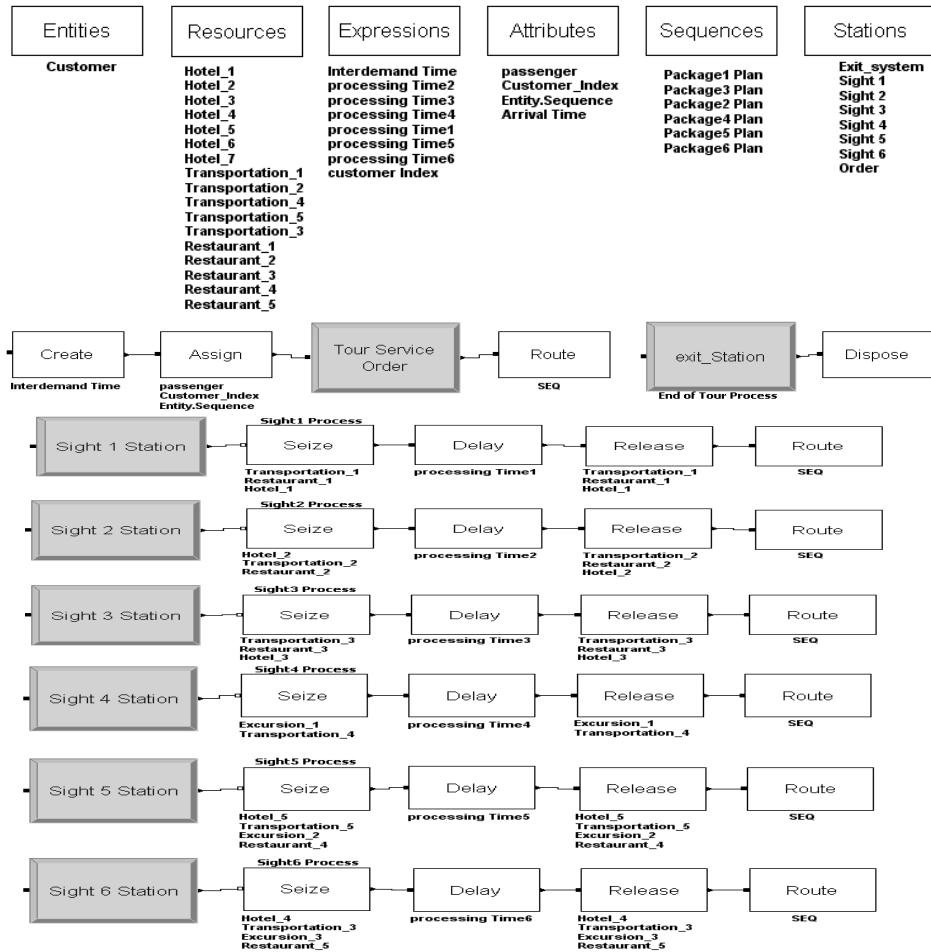 Entities
Resources
Expressions
Attributes
Sequences
Stations
Customer
Hotel_1
Hotel_2
Hotel_3
Hotel_4
Hotel_5
Hotel_6
Hotel_7
Transportation_1
Transportation_2
Transportation_4
Transportation_5
Transportation_3
Restaurant_1
Restaurant_2
Restaurant_3
Restaurant_4
Restaurant_5
Interdemand Time
processing Time2
processing Time3
processing Time4
processing Time1
processing Time5
processing Time6
customer Index
passenger
Customer_Index
Entity.Sequence
Arrival Time
Package1 Plan
Package3 Plan
Package2 Plan
Package4 Plan
Package5 Plan
Package6 Plan
Exit_system
Sight 1
Sight 2
Sight 3
Sight 4
Sight 5
Sight 6
Order
Create
Interdemand Time
Assign
passenger
Customer_Index
Entity.Sequence
Tour Service
Order
Route
SEQ
exit_Station
End of Tour Process
Dispose
Sight 1 Station
Sight1 Process
Seize
Transportation_1
Restaurant_1
Hotel_1
Delay
processing Time1
Release
Transportation_1
Restaurant_1
Hotel_1
Route
SEQ
Sight 2 Station
Sight2 Process
Seize
Hotel_2
Transportation_2
Restaurant_2
Delay
processing Time2
Release
Transportation_2
Restaurant_2
Hotel_2
Route
SEQ
Sight 3 Station
Sight3 Process
Seize
Transportation_3
Restaurant_3
Hotel_3
Delay
processing Time3
Release
Transportation_3
Restaurant_3
Hotel_3
Route
SEQ
Sight 4 Station
Sight4 Process
Seize
Excursion_1
Transportation_4
Delay
processing Time4
Release
Excursion_1
Transportation_4
Route
SEQ
Sight 5 Station
Sight5 Process
Seize
Hotel_5
Transportation_5
Excursion_2
Restaurant_4
Delay
processing Time5
Release
Hotel_5
Transportation_5
Excursion_2
Restaurant_4
Route
SEQ
Sight 6 Station
Sight6 Process
Seize
Hotel_4
Transportation_3
Excursion_3
Restaurant_5
Delay
processing Time6
Release
Hotel_4
Transportation_3
Excursion_3
Restaurant_5
Route
SEQ